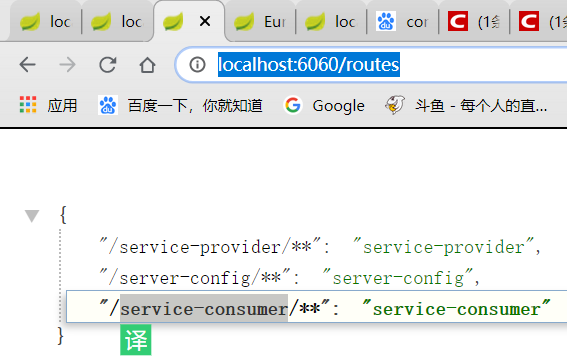 loc
loc
Eur
loc
cor
(1条
(1条
localhost:6060/routes
应用
百度一下，你就知道
Google
斗鱼 - 每个人的直...
{
"/service-provider/**": "service-provider",
"/server-config/**": "server-config",
"/service-consumer/**": "service-consumer"
}
译